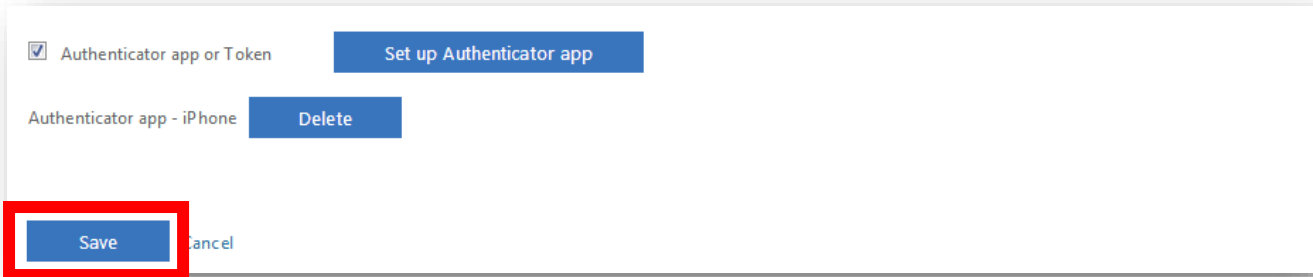 Authenticator app or Token Set up Authenticator app
Authenticator app - iPhone Delete
Save Cancel